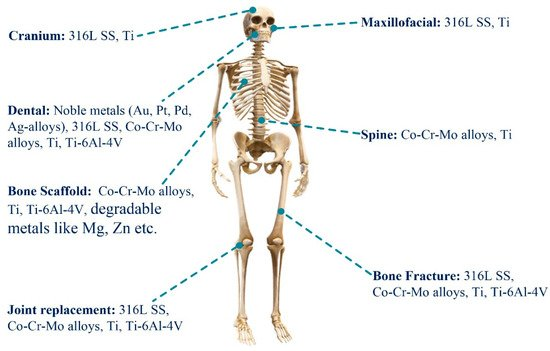 Cranium: 316L SS, Ti
Maxillofacial: 316L SS, Ti
Dental: Noble metals (Au, Pt, Pd,
Ag-alloys), 316L SS, Co-Cr-Mo
alloys, Ti, Ti-6Al-4V
Spine: Co-Cr-Mo alloys, Ti
Bone Scaffold: Co-Cr-Mo alloys,
Ti, Ti-6Al-4V, degradable
metals like Mg, Zn etc.
Bone Fracture: 316L SS,
Co-Cr-Mo alloys, Ti, Ti-6Al-4V
Joint replacement: 316L SS,
Co-Cr-Mo alloys, Ti, Ti-6Al-4V